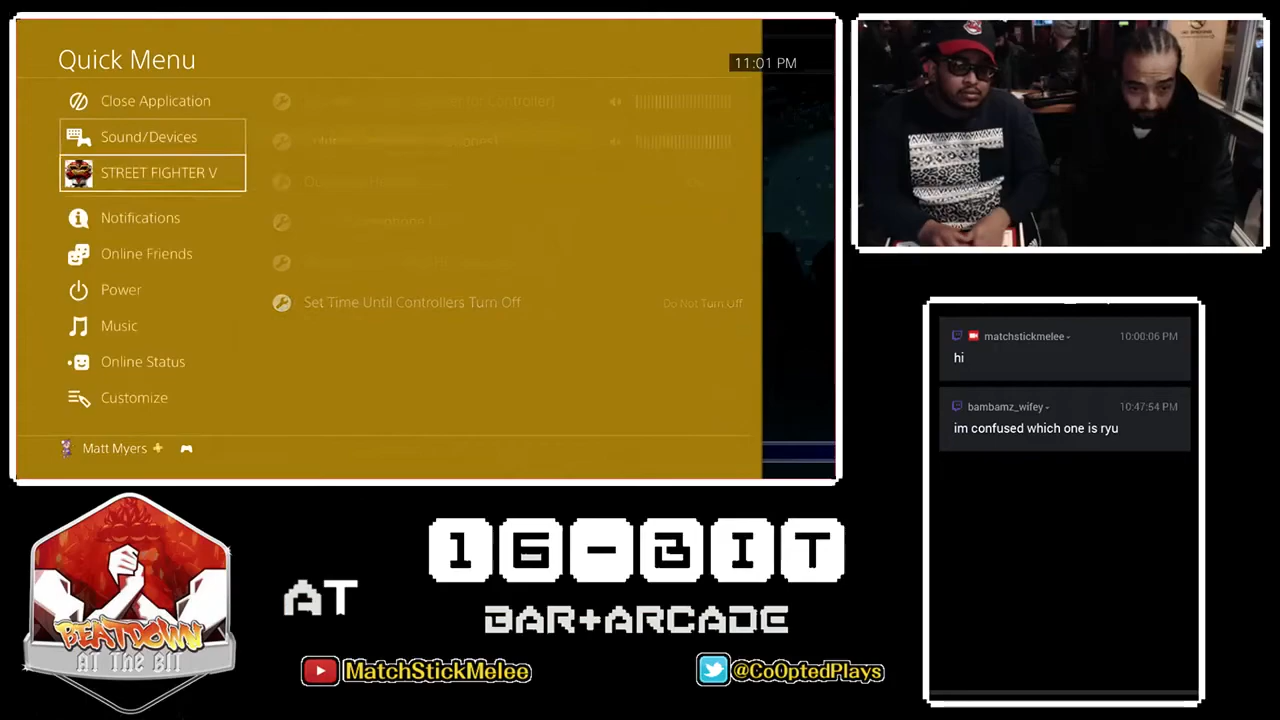 Quick Menu
11:01 PM
Close Application
Sound/Devices
STREET FIGHTER V
Notifications
Online Friends
Power
Music
Online Status
Customize
Matt Myers
for Controller)
Set Time Until Controllers Turn Off
Do Not Turn Off
matchstickmelee
10:00:06 PM
hi
bambamz_wifey
10:47:54 PM
im confused which one is ryu
BEATDOWN
AT THE BIT
AT
16-BIT
BAR+ARCADE
MatchStickMelee
@CoOptedPlays